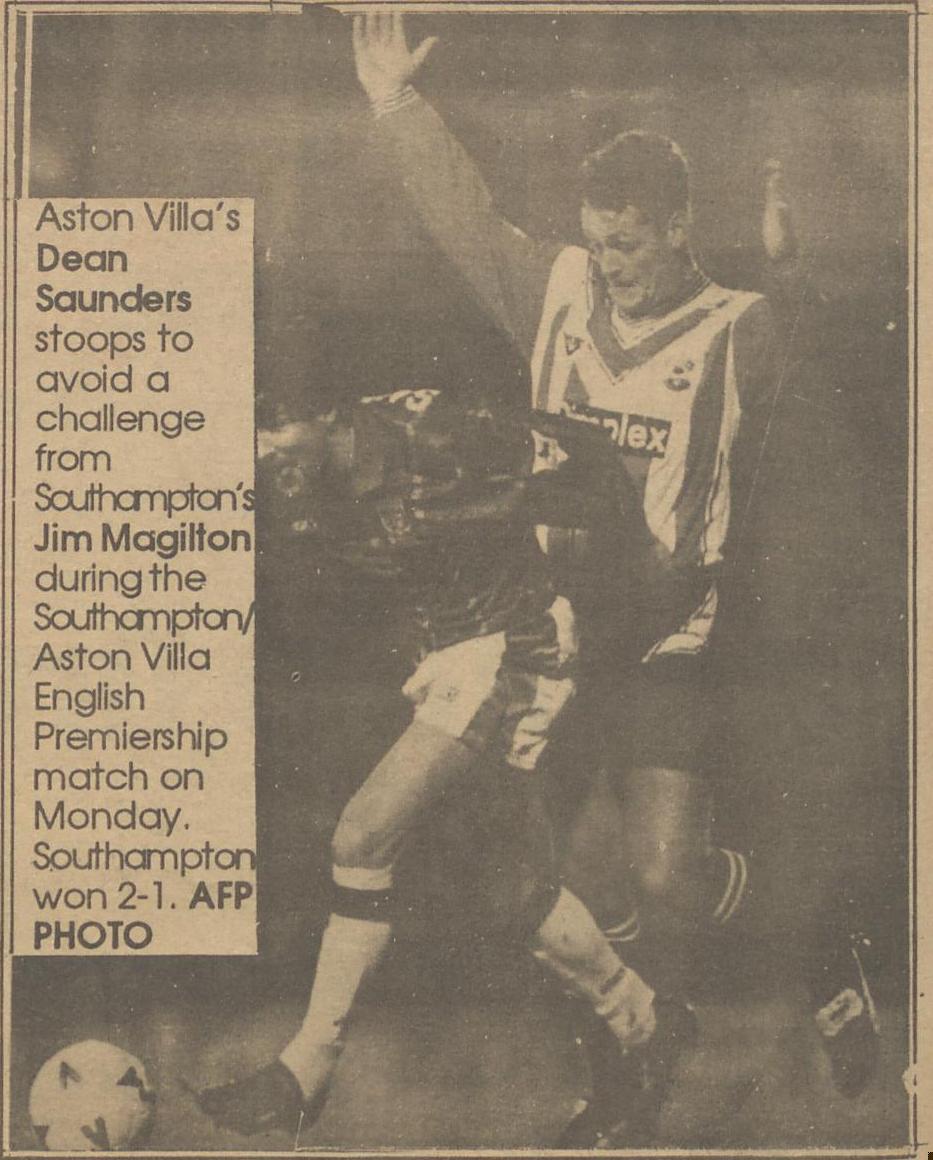 Aston Villa's
Dean
Saunders
stoops to
avoid a
challenge
from
Southampton's
Jim Magilton
during the
Southampton/
Aston Villa
English
Premiership
match on
Monday.
Southampton
won 2-1. AFP
PHOTO